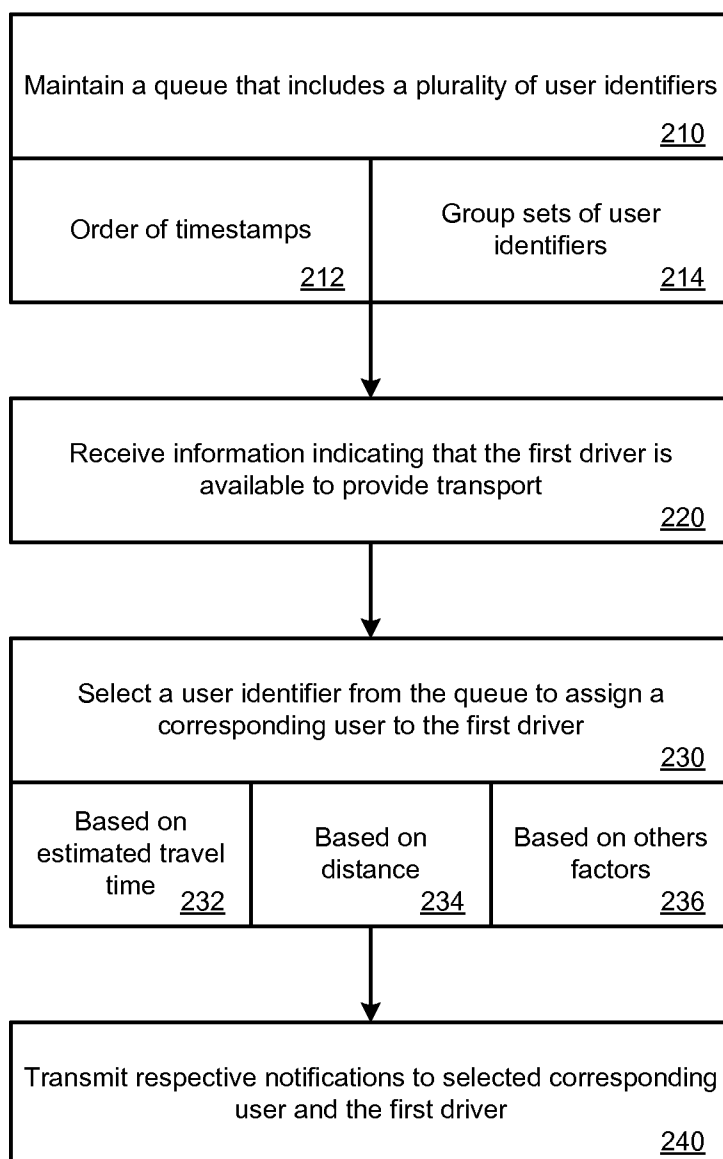 Maintain a queue that includes a plurality of user identifiers
210
Order of timestamps
212
Group sets of user
identifiers
214
Receive information indicating that the first driver is
available to provide transport
220
Select a user identifier from the queue to assign a
corresponding user to the first driver
230
Based on
estimated travel
time
232
Based on
distance
234
Based on others
factors
236
Transmit respective notifications to selected corresponding
user and the first driver
240